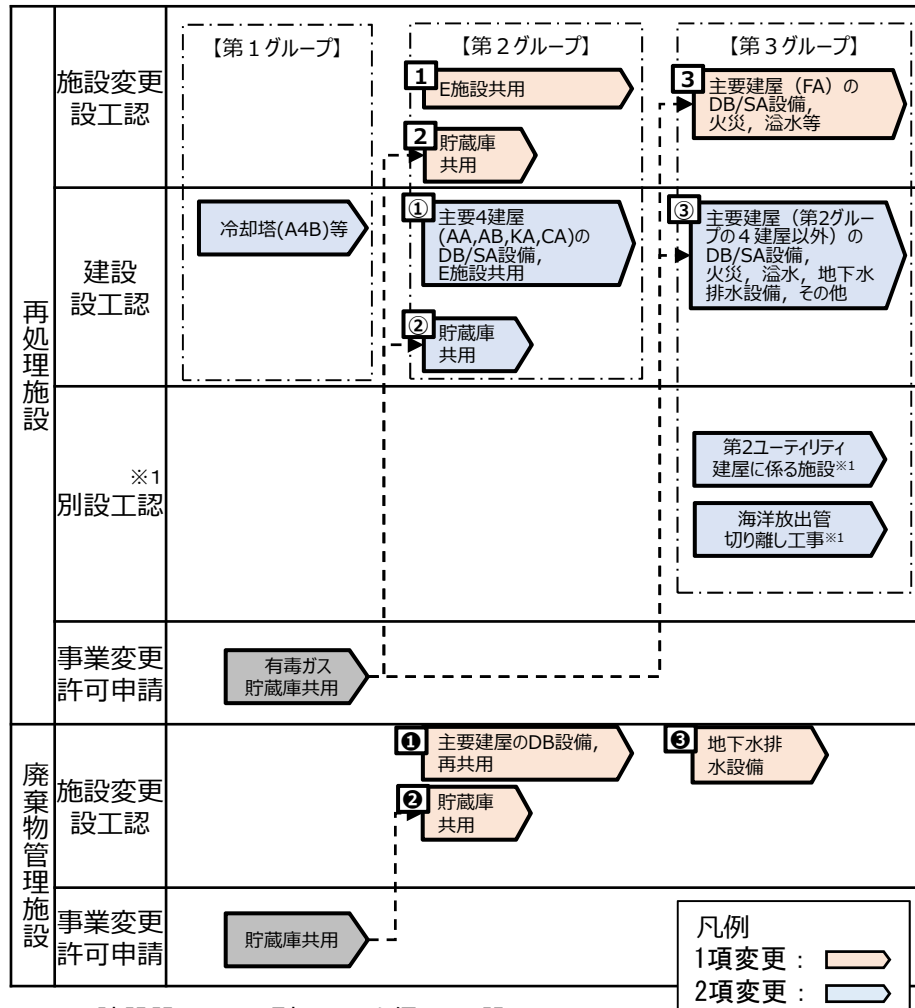 【第１グループ】
【第２グループ】
【第３グループ】
再処理施設
施設変更
設工認
1
E施設共用
2
貯蔵庫
共用
3
主要建屋（FA）の
DB/SA設備，
火災，溢水等
建設
設工認
冷却塔(A4B)等
①
主要4建屋
(AA,AB,KA,CA)の
DB/SA設備，
E施設共用
②
貯蔵庫
共用
③
主要建屋（第2グルー
プの４建屋以外）の
DB/SA設備，
火災，溢水，地下水
排水設備，その他
※１
別設工認
第2ユーティリティ
建屋に係る施設※1
海洋放出管
切り離し工事※1
事業変更
許可申請
有毒ガス
貯蔵庫共用
廃棄物管理施設
施設変更
設工認
❶
主要建屋のDB設備，
再共用
❷
貯蔵庫
共用
❸
地下水排
水設備
事業変更
許可申請
貯蔵庫共用
凡例
1項変更：
2項変更：